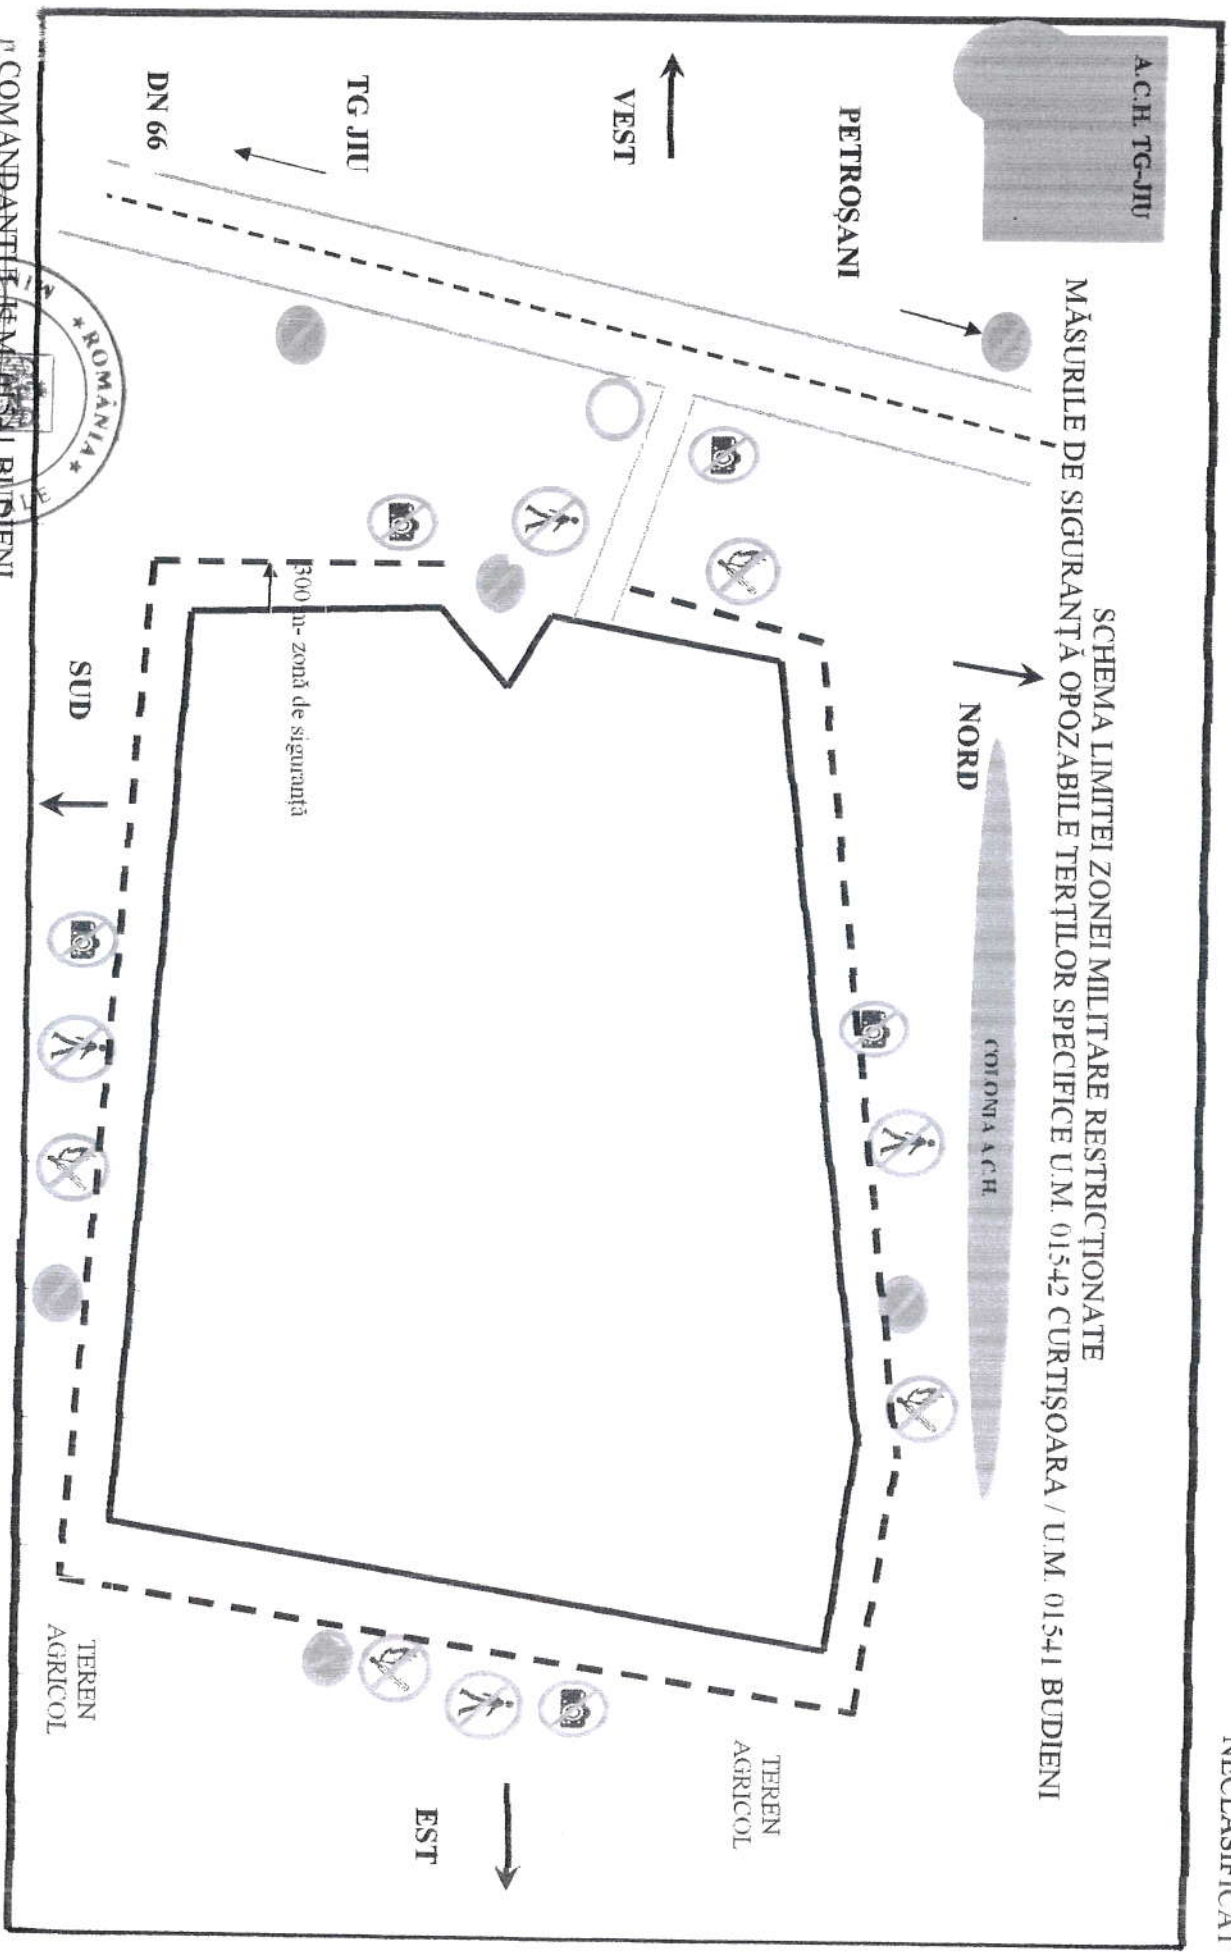 NECLASIFICAT
SCHEMA LIMITEI ZONEI MILITARE RESTRICȚIONATE
MĂSURILE DE SIGURANȚĂ OPOZABILE TERȚILOR SPECIFICE U.M. 01542 CURTIȘOARA / U.M. 01541 BUDIENI
A.C.H. TG-JIU
NORD
COLONIA A.C.H.
PETROȘANI
VEST
TG JIU
DN 66
300 m- zonă de siguranță
SUD
TEREN
AGRICOL
EST
TEREN
AGRICOL
* ROMÂNIA *
COMANDANTUL U.M. 01541 BUDIENI